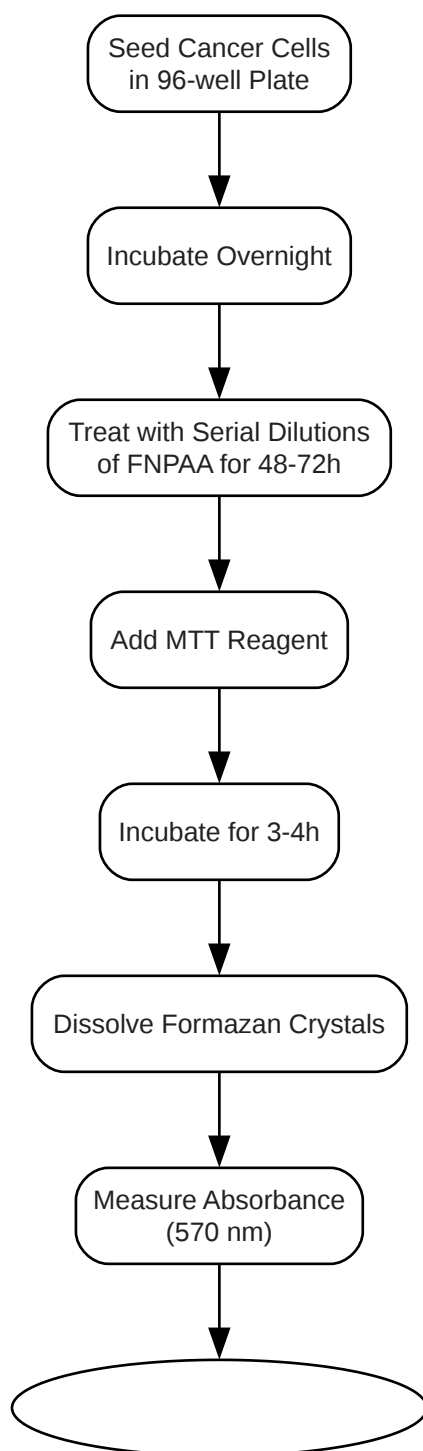 Seed Cancer Cells
in 96-well Plate
Incubate Overnight
Treat with Serial Dilutions
of FNPAA for 48-72h
Add MTT Reagent
Incubate for 3-4h
Dissolve Formazan Crystals
Measure Absorbance
(570 nm)